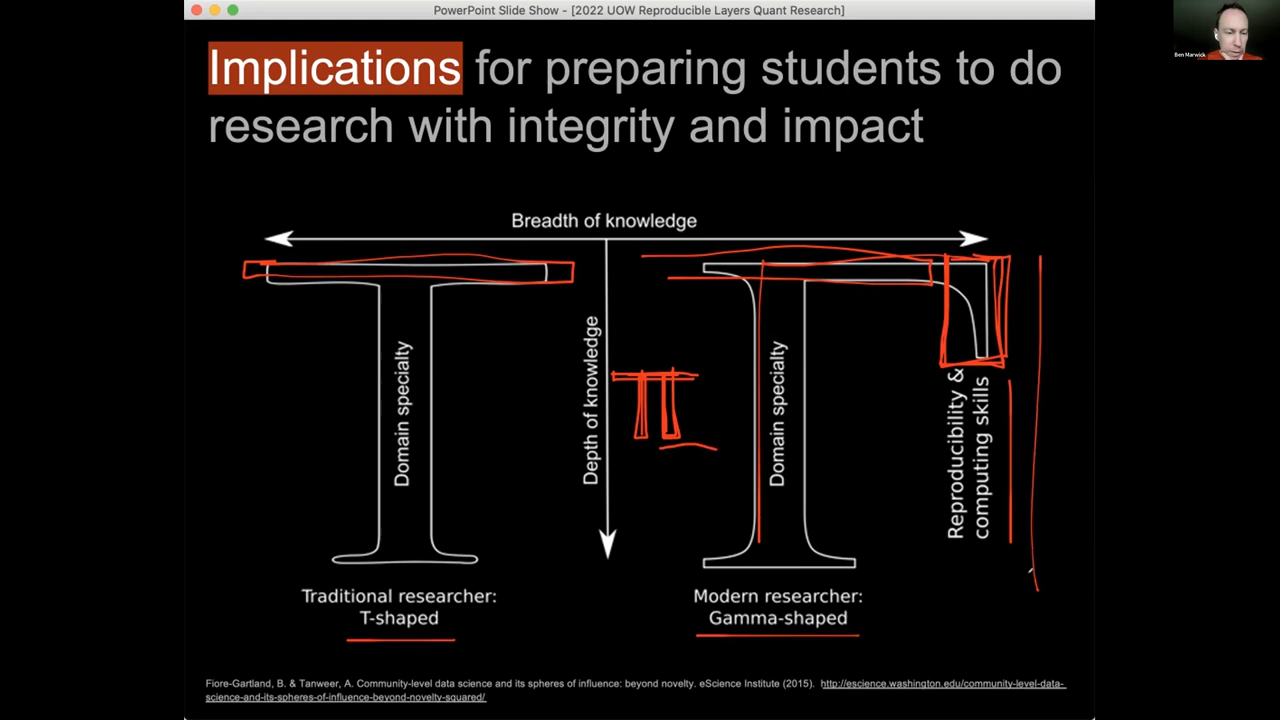 PowerPoint Slide Show - [2022 UOW Reproducible Layers Quant Research]
Ben Marwick
Implications for preparing students to do
research with integrity and impact
Breadth of knowledge
Domain specialty
Depth of knowledge
Domain specialty
Reproducibility &
computing skills
Traditional researcher:
T-shaped
Modern researcher:
Gamma-shaped
Fiore-Gartland, B. & Tanweer, A. Community-level data science and its spheres of influence: beyond novelty. eScience Institute (2015). http://escience.washington.edu/community-level-data-
science-and-its-spheres-of-influence-beyond-novelty-squared/